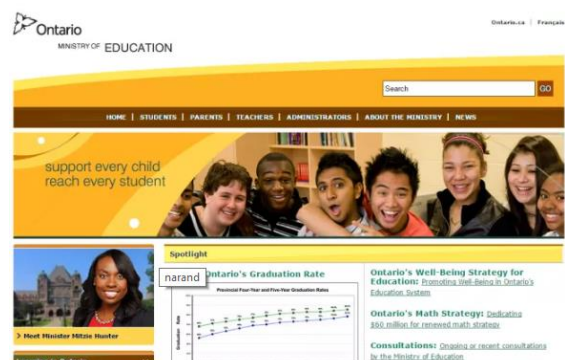 Ontario
Ontario.ca | Français
MINISTRY OF EDUCATION
Search
GO
HOME | STUDENTS | PARENTS | TEACHERS | ADMINISTRATORS | ABOUT THE MINISTRY | NEWS
support every child
reach every student
Spotlight
narand
Ontario's Graduation Rate
Provincial Four-Year and Five-Year Graduation Rates
Graduation Rate
> Meet Minister Mitzie Hunter
Ontario's Well-Being Strategy for
Education: Promoting Well-Being in Ontario's
Education System
Ontario's Math Strategy: Dedicating
$60 million for renewed math strategy
Consultations: Ongoing or recent consultations
by the Ministry of Education